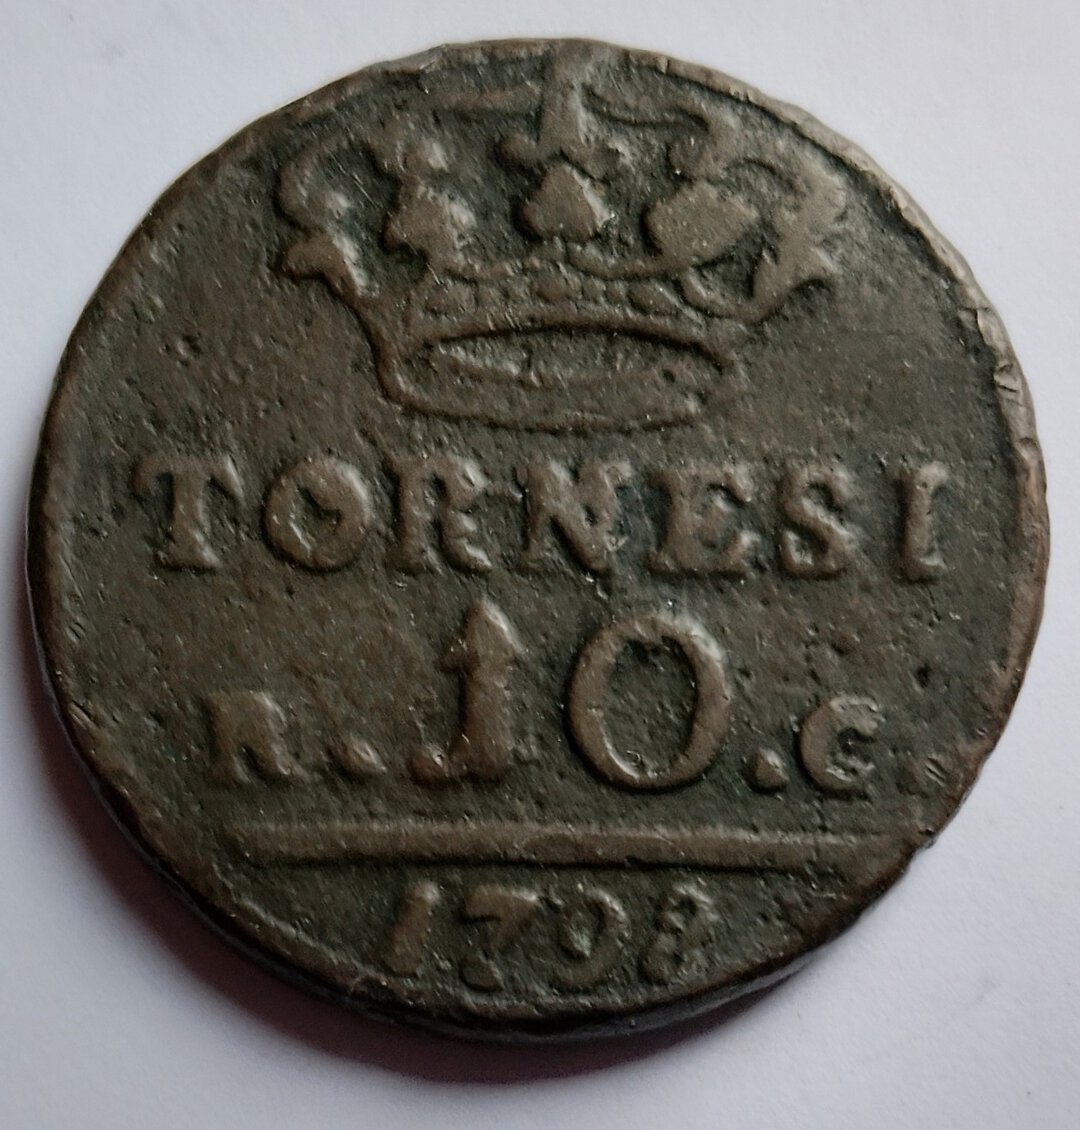 TORNESI
R. 10 .C.
1798